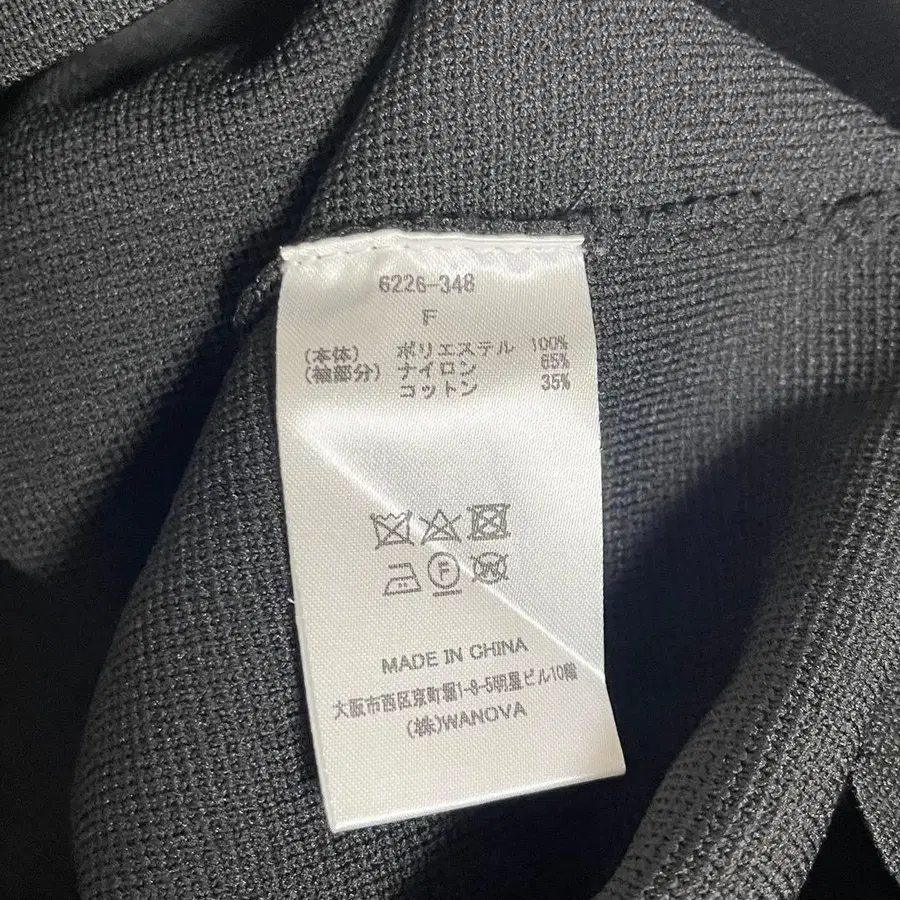 6226-348
F
(本体) ポリエステル 100%
(袖部分) ナイロン 65%
コットン 35%
F W
MADE IN CHINA
大阪市西区京町堀1-8-5明星ビル10階
(株)WANOVA